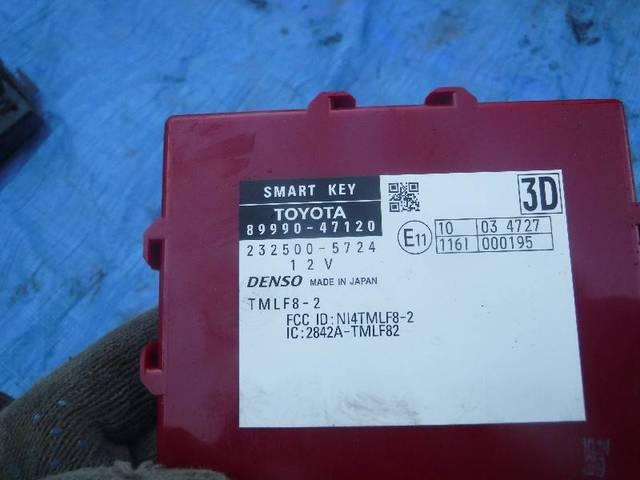 SMART KEY
TOYOTA
89990-47120
232500-5724
12V
DENSO MADE IN JAPAN
TMLF8-2
FCC ID:NI4TMLF8-2
IC:2842A-TMLF82
3D
E11
10 03 4727
116I 000195